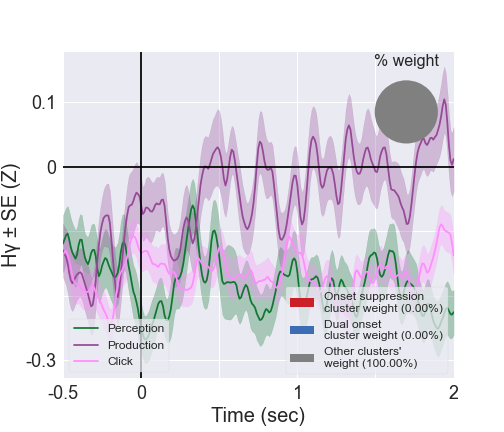 % weight
0.1
0
-0.3
Hγ ± SE (Z)
Perception
Production
Click
Onset suppression
cluster weight (0.00%)
Dual onset
cluster weight (0.00%)
Other clusters'
weight (100.00%)
-0.5
0
1
2
Time (sec)